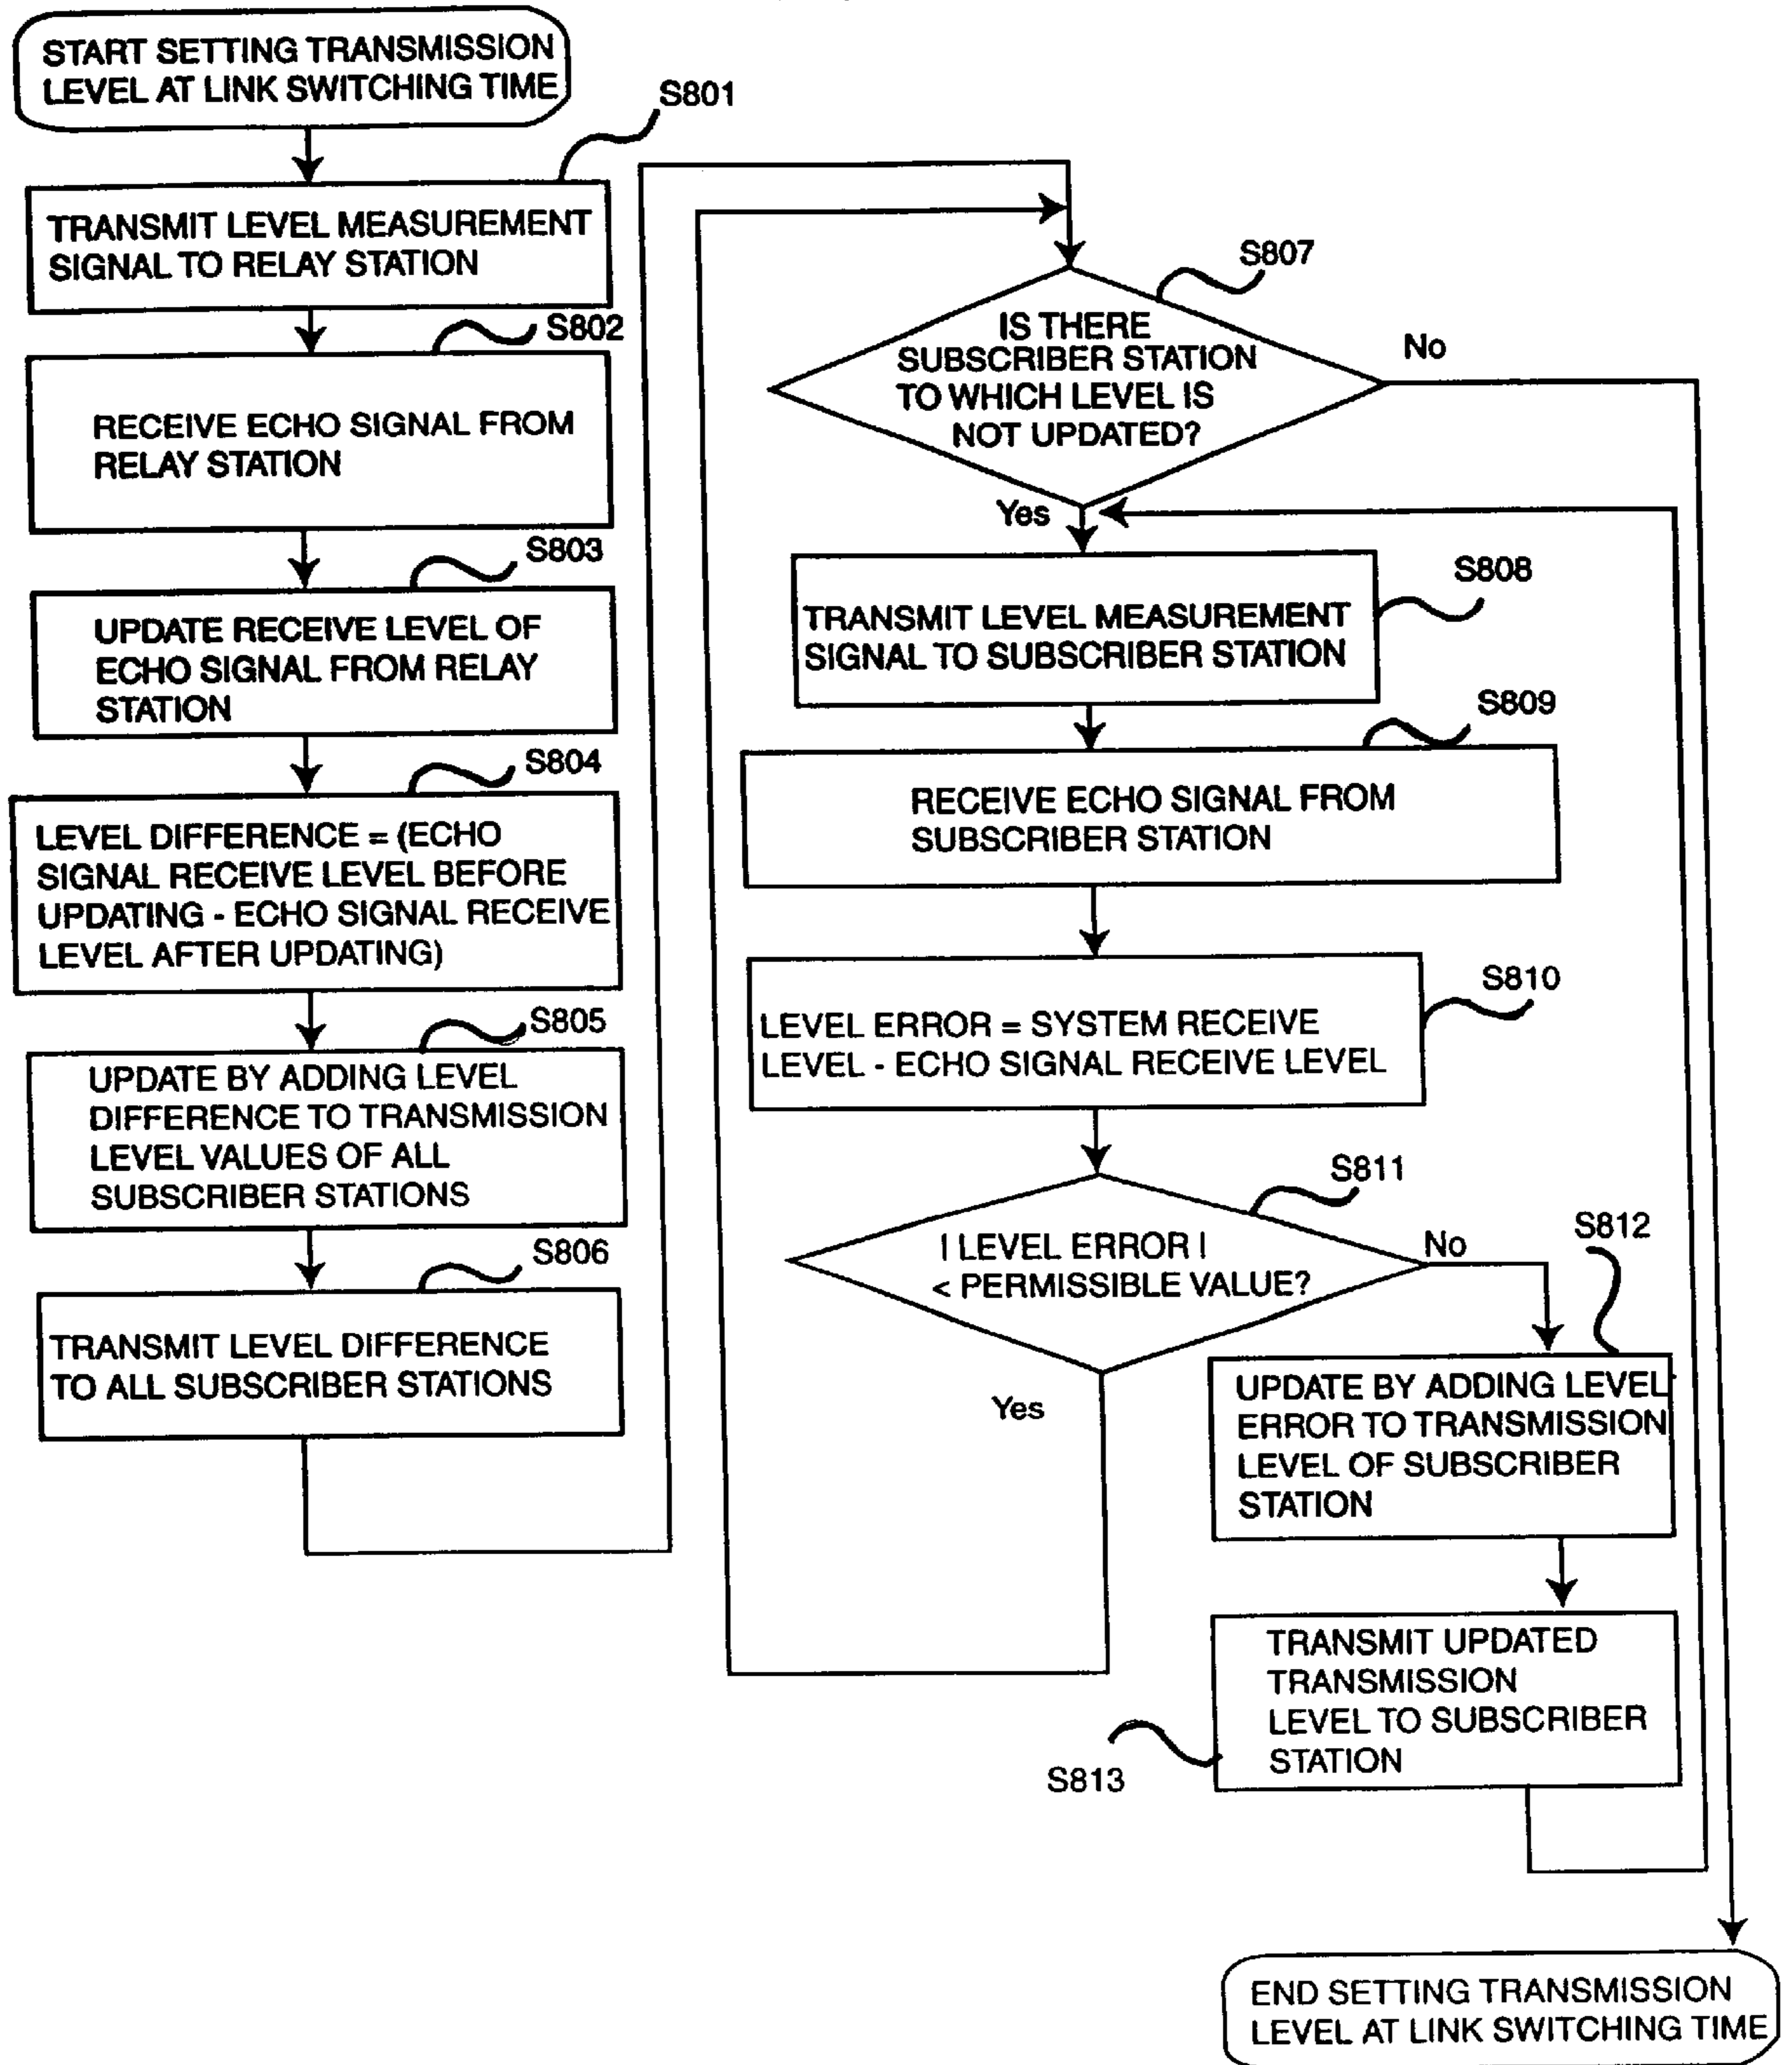 START SETTING TRANSMISSION
LEVEL AT LINK SWITCHING TIME
S801
TRANSMIT LEVEL MEASUREMENT
SIGNAL TO RELAY STATION
S802
RECEIVE ECHO SIGNAL FROM
RELAY STATION
S803
UPDATE RECEIVE LEVEL OF
ECHO SIGNAL FROM RELAY
STATION
S804
LEVEL DIFFERENCE = (ECHO
SIGNAL RECEIVE LEVEL BEFORE
UPDATING - ECHO SIGNAL RECEIVE
LEVEL AFTER UPDATING)
S805
UPDATE BY ADDING LEVEL
DIFFERENCE TO TRANSMISSION
LEVEL VALUES OF ALL
SUBSCRIBER STATIONS
S806
TRANSMIT LEVEL DIFFERENCE
TO ALL SUBSCRIBER STATIONS
S807
IS THERE
SUBSCRIBER STATION
TO WHICH LEVEL IS
NOT UPDATED?
No
Yes
S808
TRANSMIT LEVEL MEASUREMENT
SIGNAL TO SUBSCRIBER STATION
S809
RECEIVE ECHO SIGNAL FROM
SUBSCRIBER STATION
S810
LEVEL ERROR = SYSTEM RECEIVE
LEVEL - ECHO SIGNAL RECEIVE LEVEL
S811
| LEVEL ERROR |
< PERMISSIBLE VALUE?
No
Yes
S812
UPDATE BY ADDING LEVEL
ERROR TO TRANSMISSION
LEVEL OF SUBSCRIBER
STATION
S813
TRANSMIT UPDATED
TRANSMISSION
LEVEL TO SUBSCRIBER
STATION
END SETTING TRANSMISSION
LEVEL AT LINK SWITCHING TIME